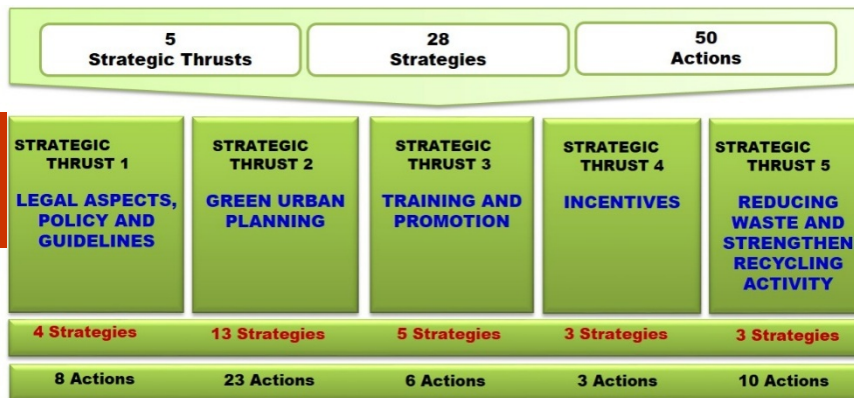 5
Strategic Thrusts
28
Strategies
50
Actions
STRATEGIC
THRUST 1
LEGAL ASPECTS,
POLICY AND
GUIDELINES
STRATEGIC
THRUST 2
GREEN URBAN
PLANNING
STRATEGIC
THRUST 3
TRAINING AND
PROMOTION
STRATEGIC
THRUST 4
INCENTIVES
STRATEGIC
THRUST 5
REDUCING
WASTE AND
STRENGTHEN
RECYCLING
ACTIVITY
4 Strategies
13 Strategies
5 Strategies
3 Strategies
3 Strategies
8 Actions
23 Actions
6 Actions
3 Actions
10 Actions